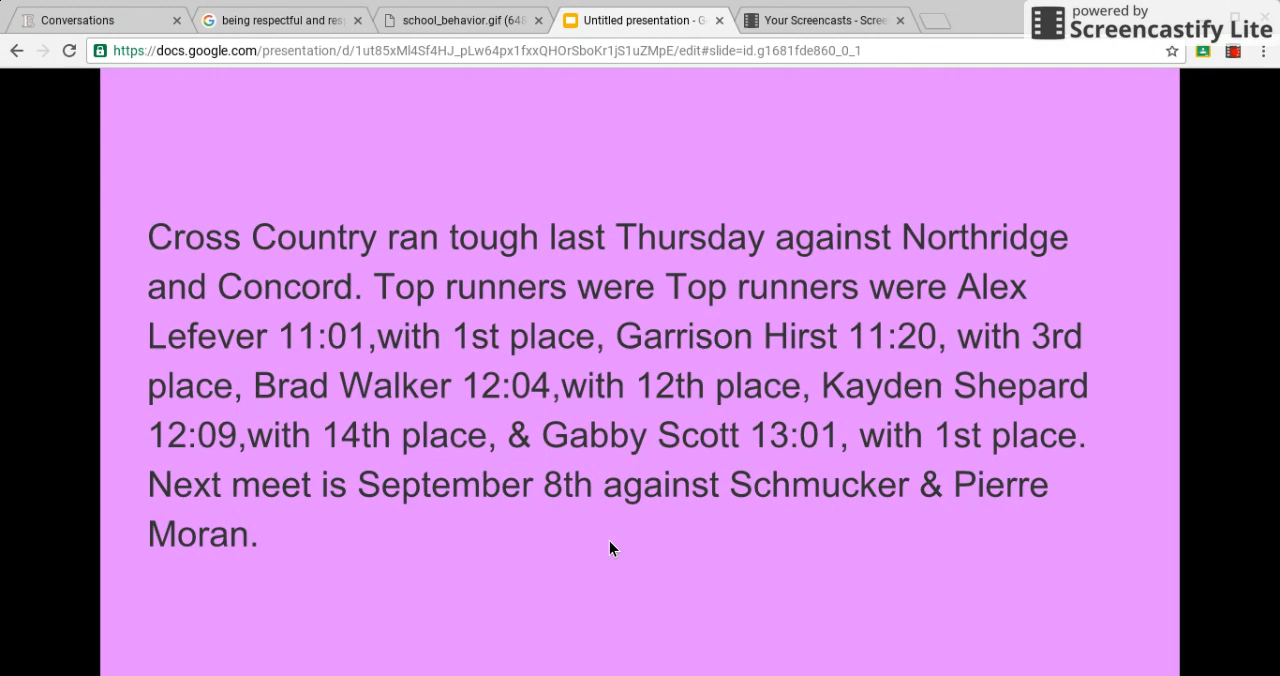 powered by
Screencastify Lite
Conversations
being respectful and res
school_behavior.gif (648
Untitled presentation - G
Your Screencasts - Scree
https://docs.google.com/presentation/d/1ut85xMl4Sf4HJ_pLw64px1fxxQHOrSboKr1jS1uZMpE/edit#slide=id.g1681fde860_0_1
Cross Country ran tough last Thursday against Northridge
and Concord. Top runners were Top runners were Alex
Lefever 11:01,with 1st place, Garrison Hirst 11:20, with 3rd
place, Brad Walker 12:04,with 12th place, Kayden Shepard
12:09,with 14th place, & Gabby Scott 13:01, with 1st place.
Next meet is September 8th against Schmucker & Pierre
Moran.